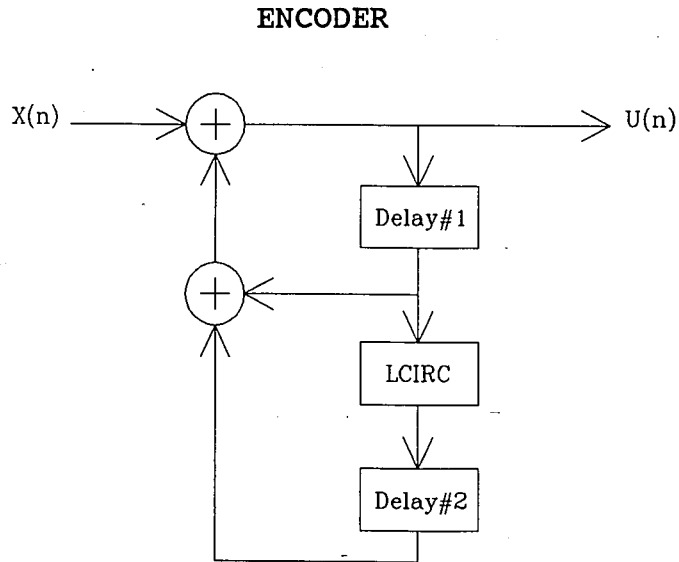 ENCODER
X(n)
+
U(n)
Delay#1
+
LCIRC
Delay#2